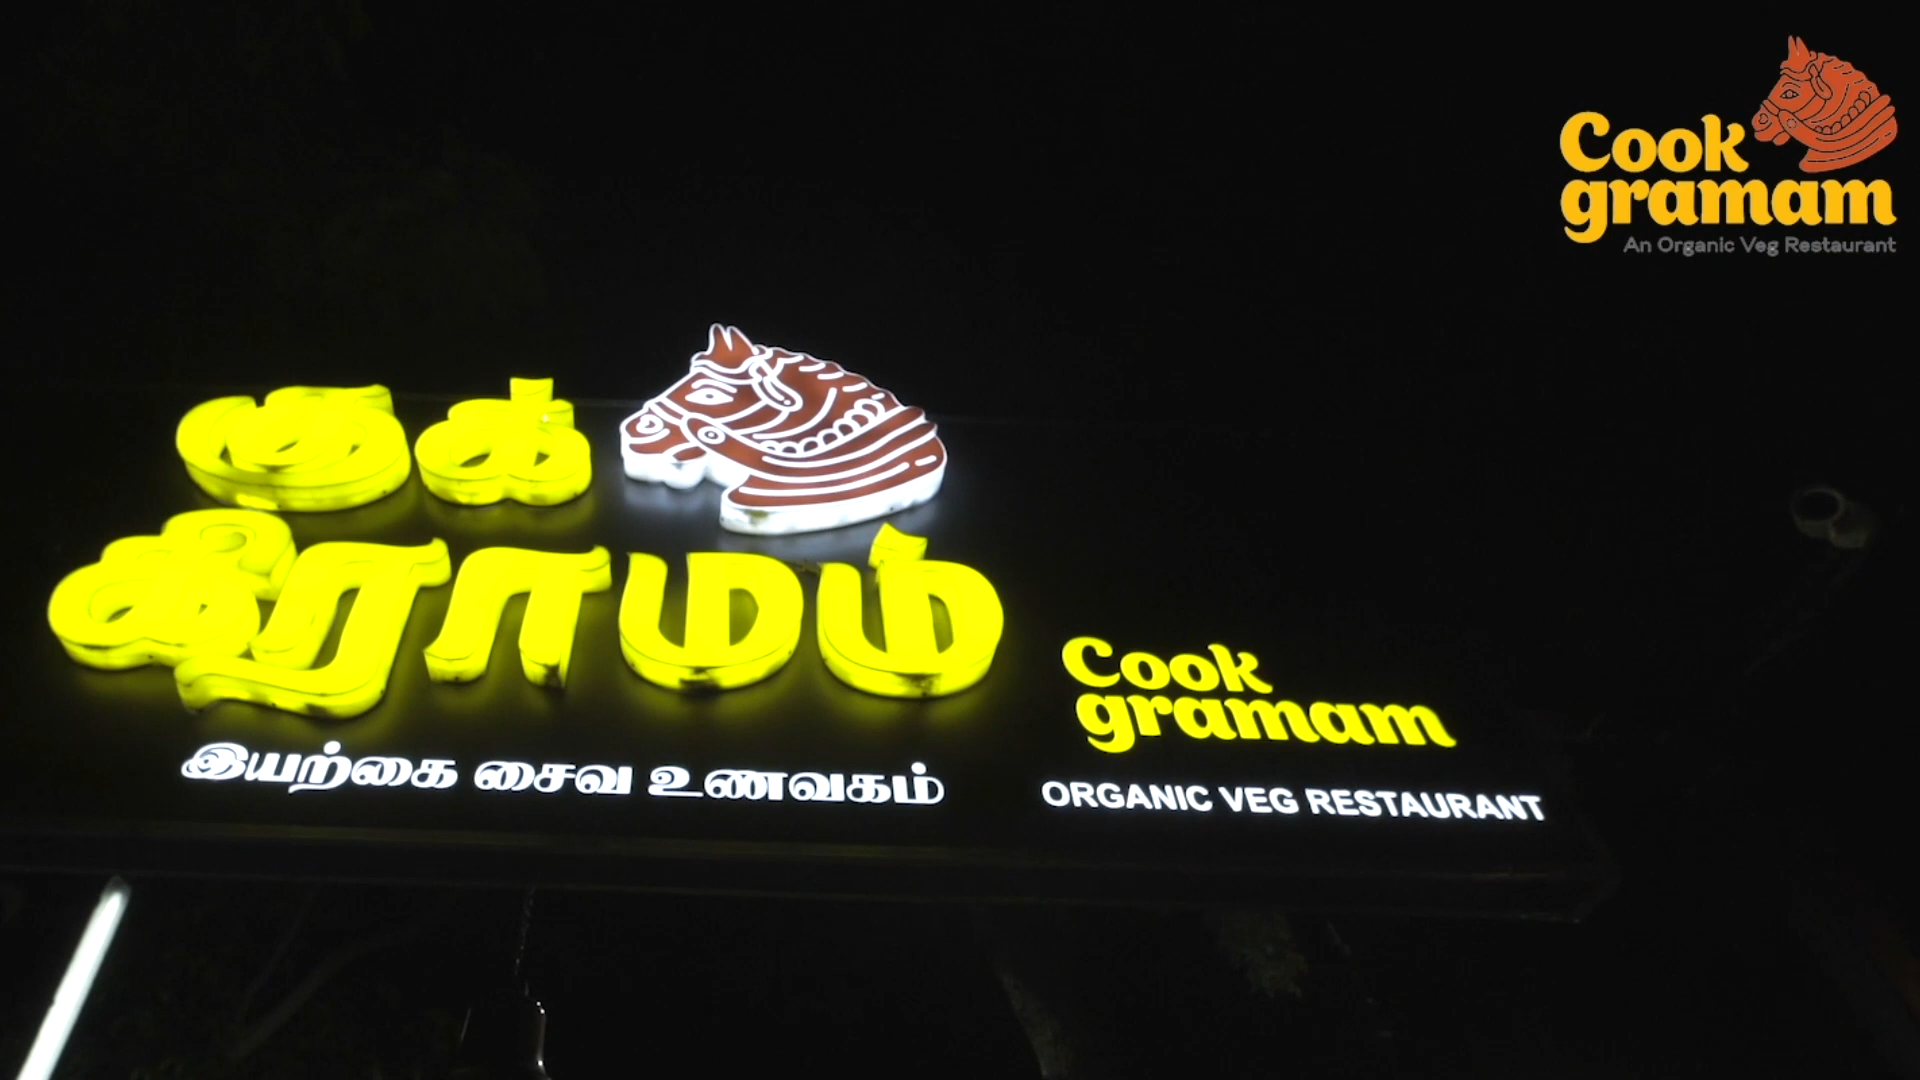 Cook
gramam
An Organic Veg Restaurant
குக்
கிராமம்
இயற்கை சைவ உணவகம்
Cook
gramam
ORGANIC VEG RESTAURANT